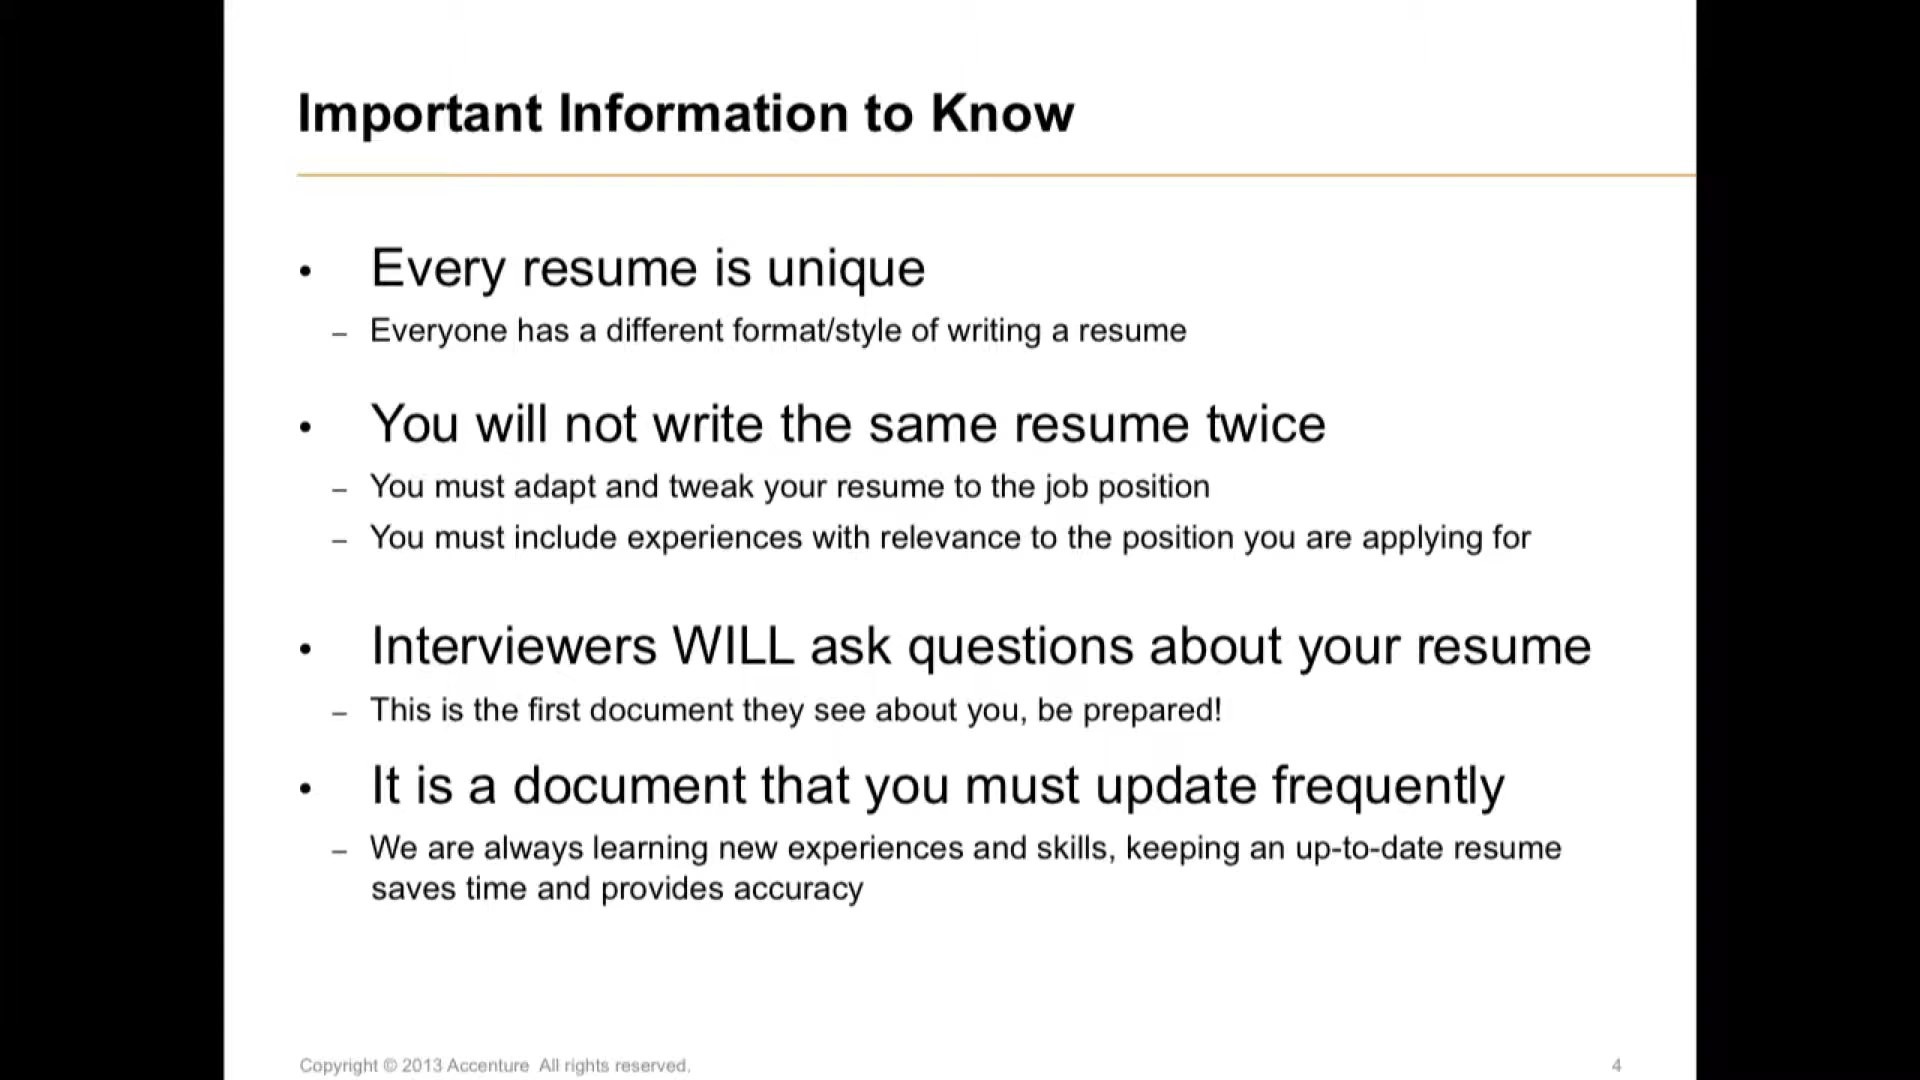 Important Information to Know
• Every resume is unique
– Everyone has a different format/style of writing a resume
• You will not write the same resume twice
– You must adapt and tweak your resume to the job position
– You must include experiences with relevance to the position you are applying for
• Interviewers WILL ask questions about your resume
– This is the first document they see about you, be prepared!
• It is a document that you must update frequently
– We are always learning new experiences and skills, keeping an up-to-date resume
saves time and provides accuracy
Copyright © 2013 Accenture All rights reserved.
4